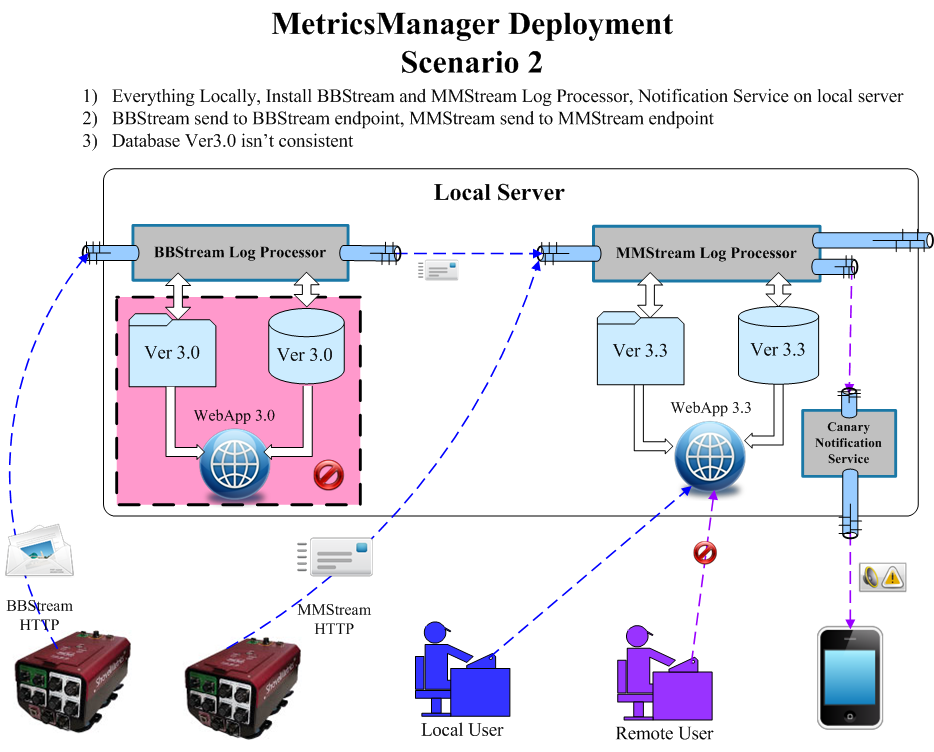 MetricsManager Deployment
Scenario 2
1) Everything Locally, Install BBStream and MMStream Log Processor, Notification Service on local server
2) BBStream send to BBStream endpoint, MMStream send to MMStream endpoint
3) Database Ver3.0 isn't consistent
Local Server
BBStream Log Processor
MMStream Log Processor
Ver 3.0
Ver 3.0
Ver 3.3
Ver 3.3
WebApp 3.0
WebApp 3.3
Canary
Notification
Service
BBStream
HTTP
MMStream
HTTP
Local User
Remote User